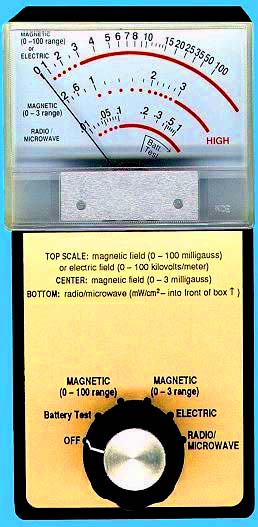 MAGNETIC
(0 – 100 range)
or
ELECTRIC
0 1 2 3 4 5 6 7 8 10 15 20 25 35 50 100
MAGNETIC
(0 – 3 range)
.2 .6 1 2 3
RADIO/
MICROWAVE
.01 .05 .1 .2 .3 .5 1
Batt.
Test
HIGH
TOP SCALE: magnetic field (0 – 100 milligauss)
or electric field (0 – 100 kilovolts/meter)
CENTER: magnetic field (0 – 3 milligauss)
BOTTOM: radio/microwave (mW/cm² – into front of box ↑ )
MAGNETIC
(0 – 100 range)
MAGNETIC
(0 – 3 range)
Battery Test
ELECTRIC
OFF
RADIO/
MICROWAVE